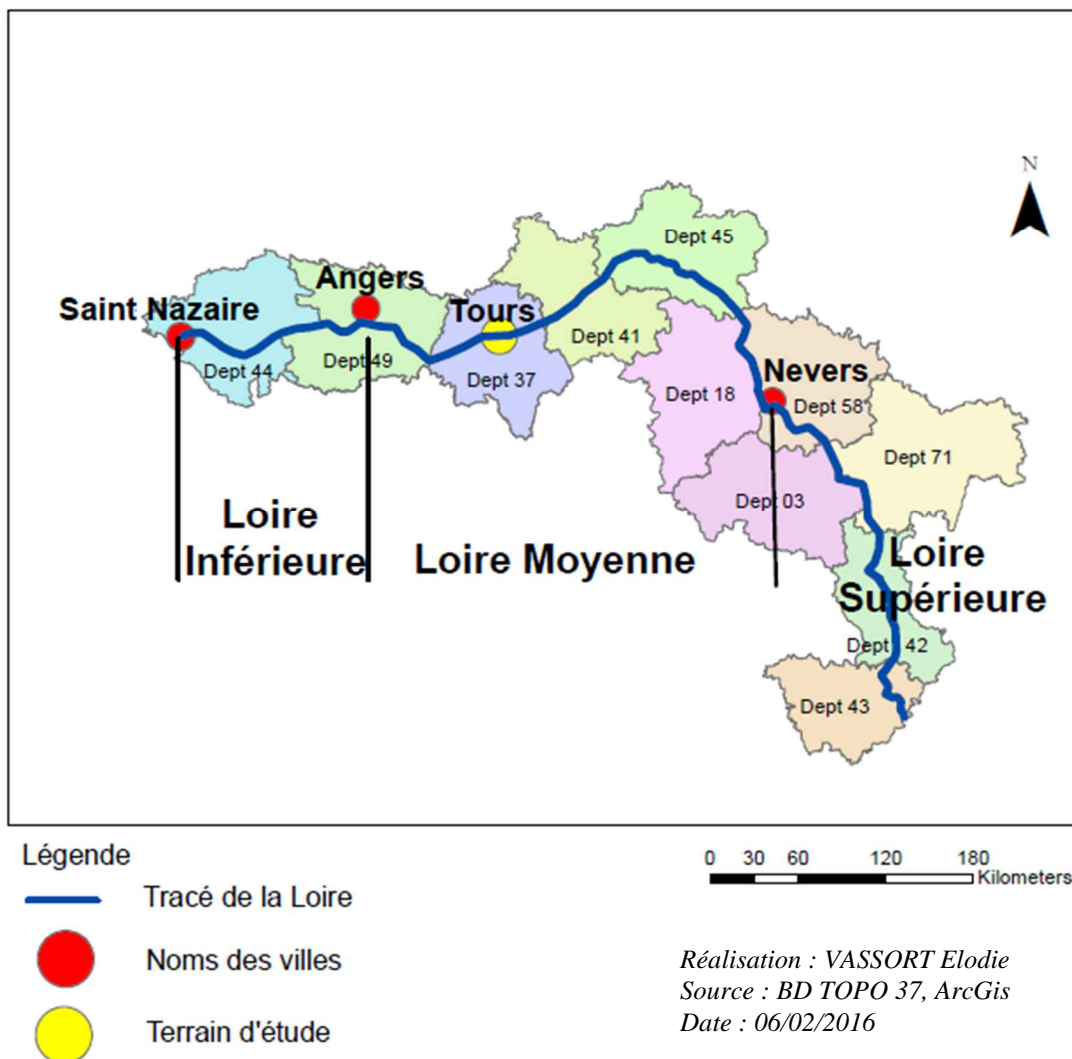 N
Dept 45
Angers
Saint Nazaire
Tours
Dept 41
Dept 49
Dept 44
Dept 37
Nevers
Dept 18
Dept 58
Dept 71
Dept 03
Loire
Inférieure
Loire Moyenne
Loire
Supérieure
Dept 42
Dept 43
Légende
Tracé de la Loire
Noms des villes
Terrain d'étude
0 30 60 120 180
Kilometers
Réalisation : VASSORT Elodie
Source : BD TOPO 37, ArcGis
Date : 06/02/2016